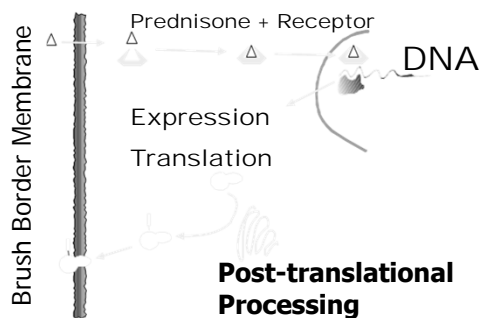 Prednisone + Receptor
DNA
Brush Border Membrane
Expression
Translation
Post-translational
Processing